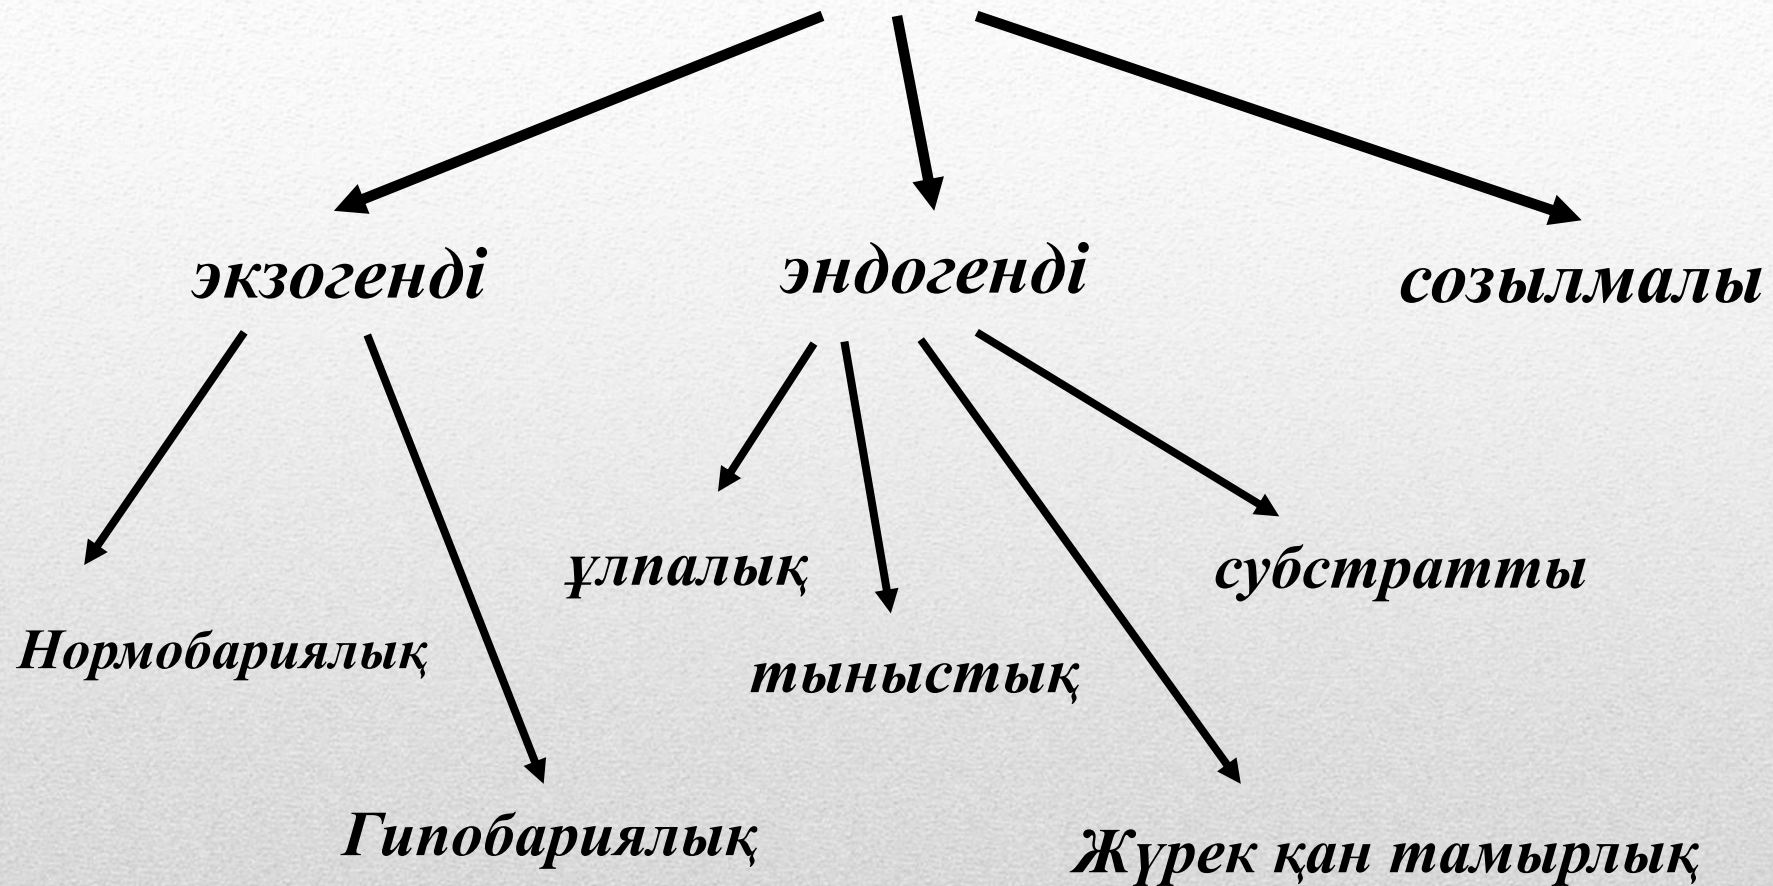 экзогенді
эндогенді
созылмалы
ұлпалық
субстратты
Нормобариялық
тыныстық
Гипобариялық
Жүрек қан тамырлық